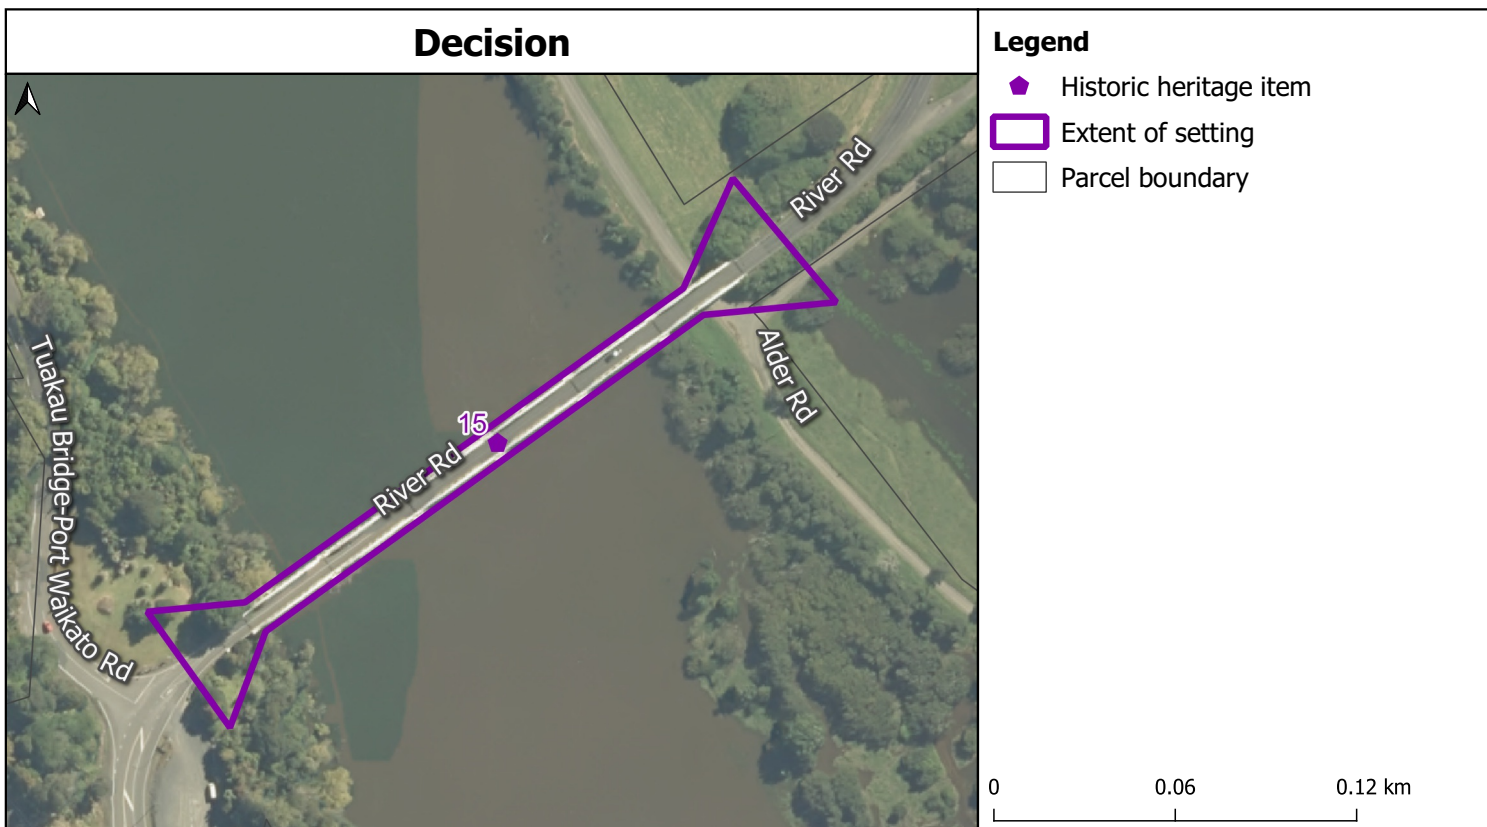 Decision
Legend
Historic heritage item
Extent of setting
Parcel boundary
River Rd
Alder Rd
15
River Rd
Tuakau Bridge-Port Waikato Rd
0 0.06 0.12 km